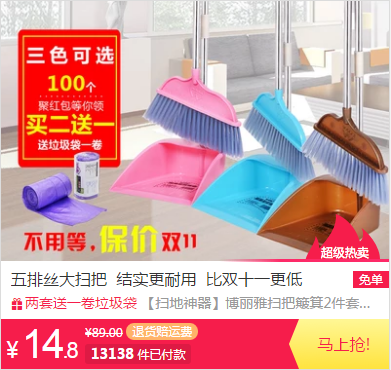 三色可选
100个
聚红包等你领
买二送一
送垃圾袋一卷
不用等,保价双11
超级热卖
五排丝大扫把 结实更耐用 比双十一更低
免单
两套送一卷垃圾袋 【扫地神器】博丽雅扫把簸箕2件套...
¥14.8
¥89.00 退货赔运费
13138 件已付款
马上抢!